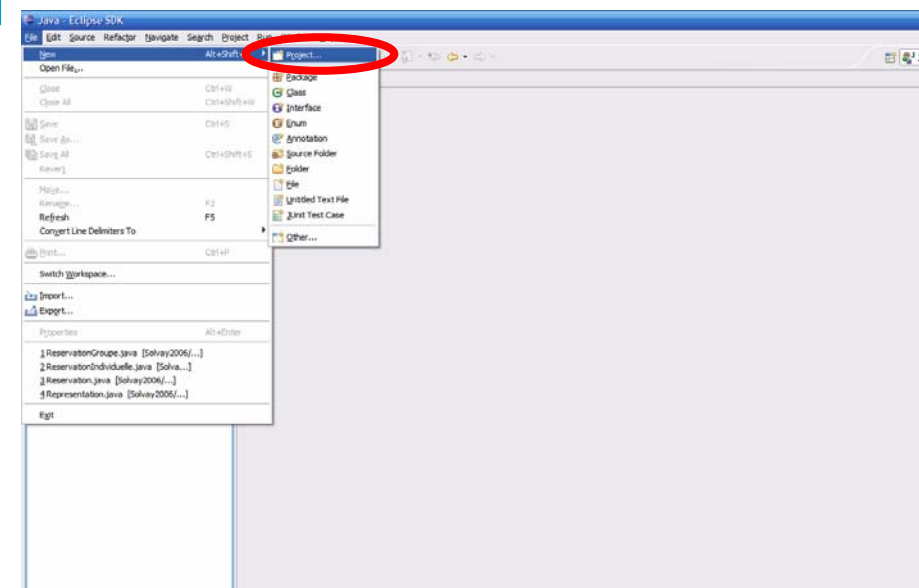 Java - Eclipse SDK
File Edit Source Refactor Navigate Search Project Run
New Alt+Shift+
Open File...
Close Ctrl+W
Close All Ctrl+Shift+W
Save Ctrl+S
Save As...
Save All Ctrl+Shift+S
Revert
Move...
Rename... F2
Refresh F5
Convert Line Delimiters To
Print... Ctrl+P
Switch Workspace...
Import...
Export...
Properties Alt+Enter
1 ReservationGroupe.java [Solvay2006/...]
2 ReservationIndividuelle.java [Solva...]
3 Reservation.java [Solvay2006/...]
4 Representation.java [Solvay2006/...]
Exit
Project...
Package
Class
Interface
Enum
Annotation
Source Folder
Folder
File
Untitled Text File
JUnit Test Case
Other...